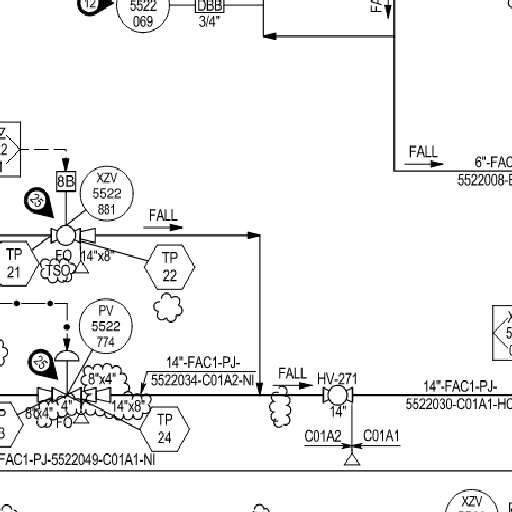 12
5522
069
DBB
3/4"
FALL
6"-FAC
2
8B
XZV
5522
881
25
FALL
FO
14"x8"
TSO
TP
21
TP
22
PV
5522
774
25
14"-FAC1-PJ-
5522034-C01A2-NI
8"x4"
4"
14"x8"
FO
TP
24
3
FALL
HV-271
14"
C01A2
C01A1
14"-FAC1-PJ-
5522030-C01A1-HC
FAC1-PJ-5522049-C01A1-NI
XZV